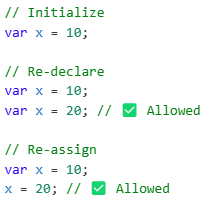 // Initialize
var x = 10;

// Re-declare
var x = 10;
var x = 20; // ✅ Allowed

// Re-assign
var x = 10;
x = 20; // ✅ Allowed